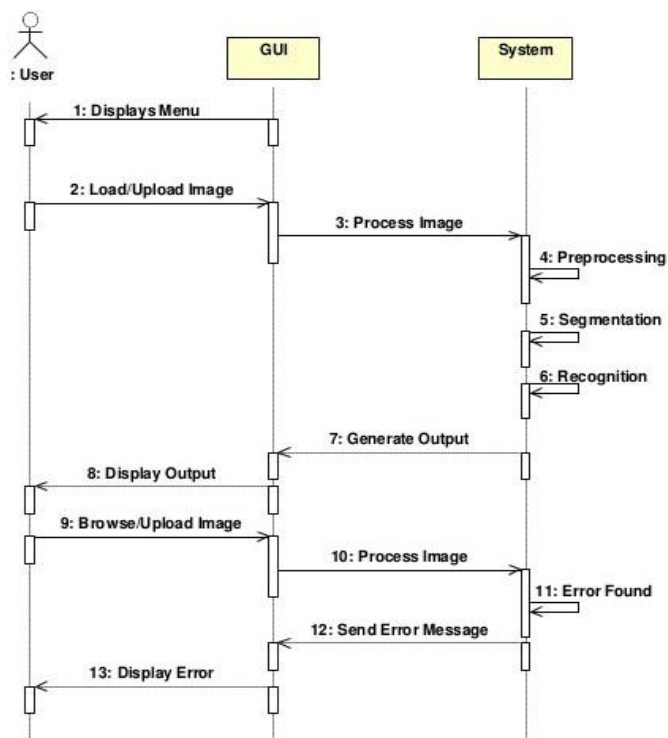 : User
GUI
System
1: Displays Menu
2: Load/Upload Image
3: Process Image
4: Preprocessing
5: Segmentation
6: Recognition
7: Generate Output
8: Display Output
9: Browse/Upload Image
10: Process Image
11: Error Found
12: Send Error Message
13: Display Error